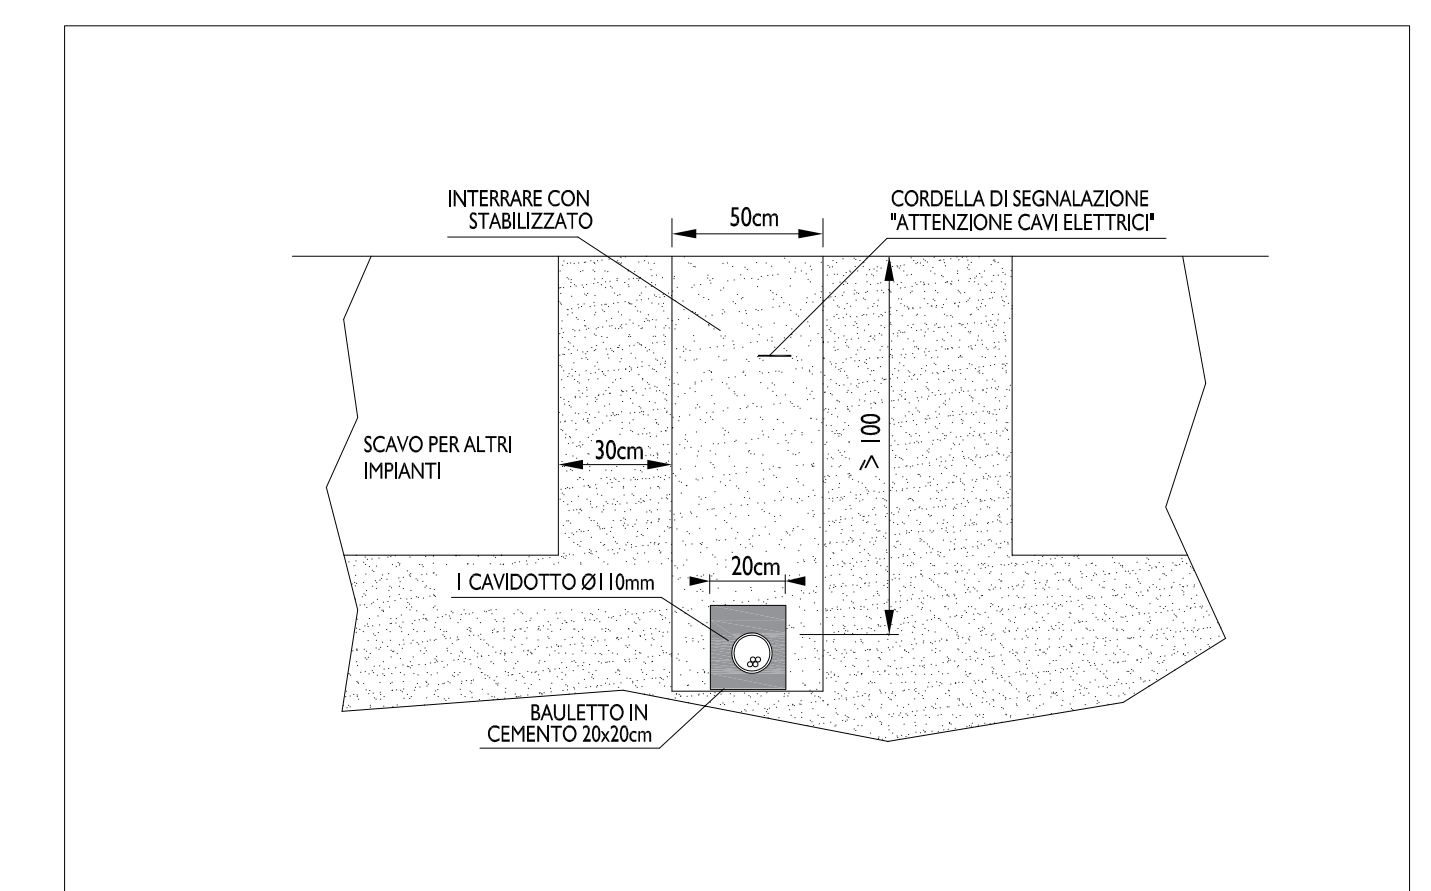 INTERRARE CON
STABILIZZATO
50cm
CORDELLA DI SEGNALAZIONE
"ATTENZIONE CAVI ELETTRICI"
SCAVO PER ALTRI
IMPIANTI
30cm
⩾ 100
1 CAVIDOTTO Ø110mm
20cm
BAULETTO IN
CEMENTO 20x20cm